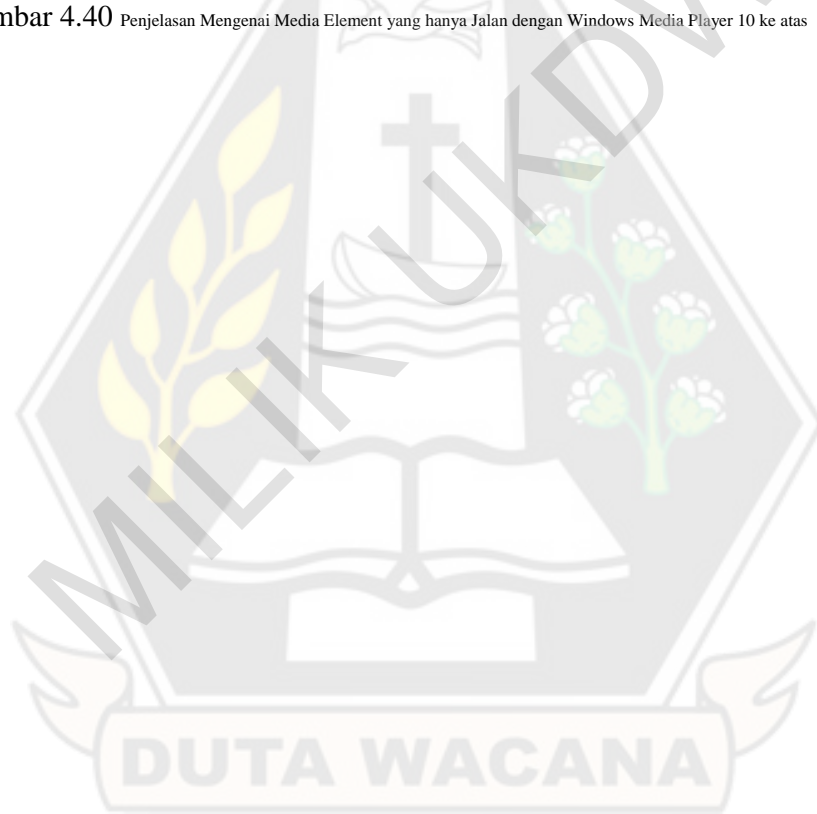 mbar 4.40 Penjelasan Mengenai Media Element yang hanya Jalan dengan Windows Media Player 10 ke atas
MILIK UKDW
DUTA WACANA